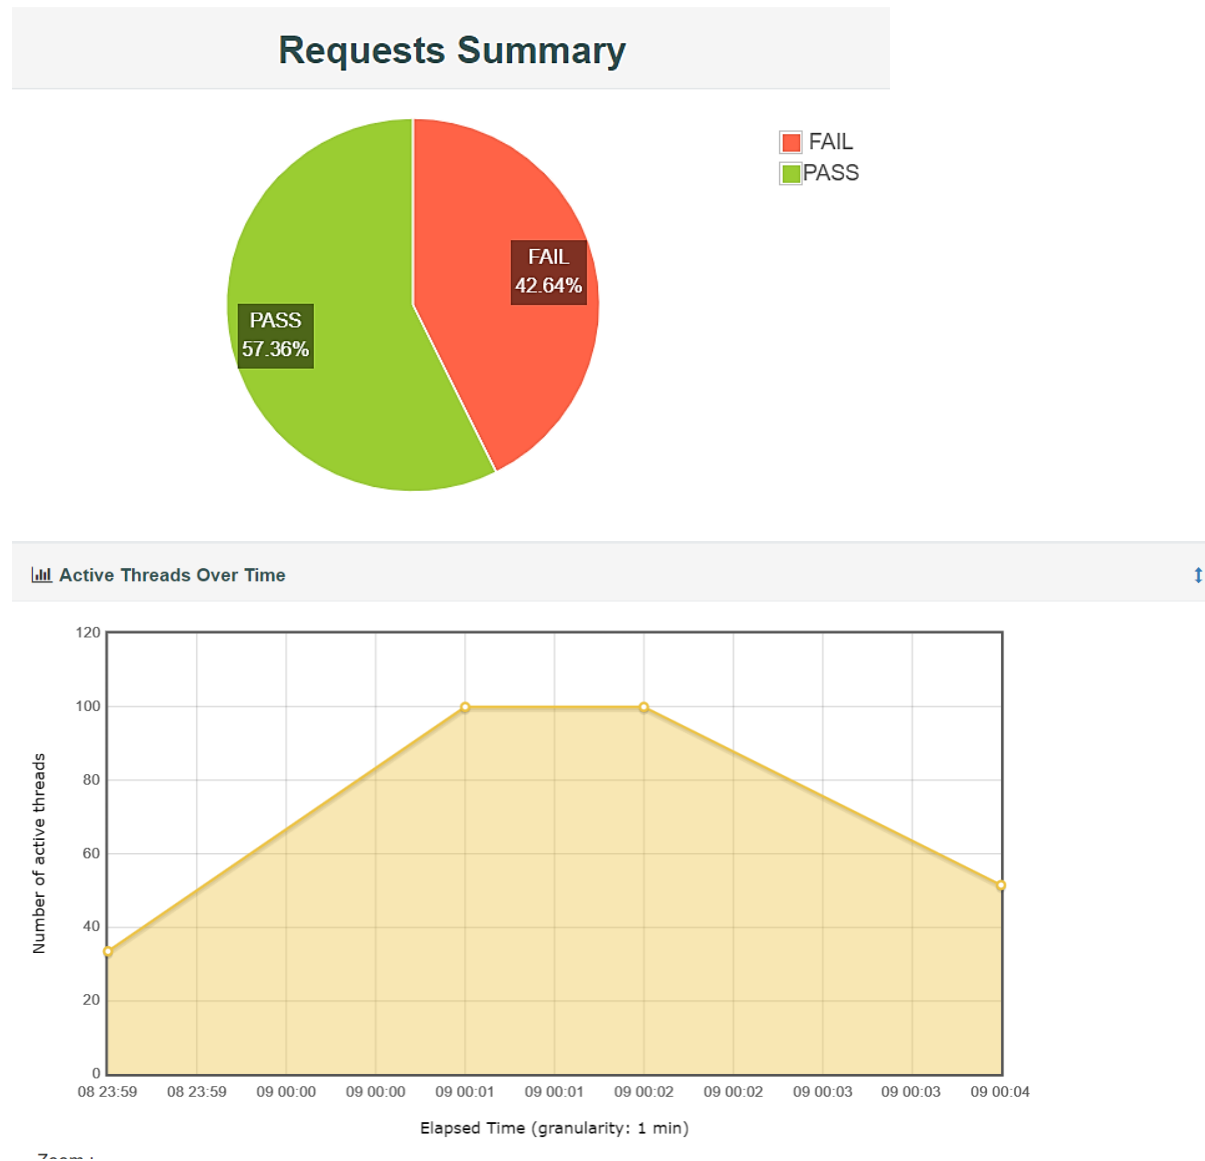 Requests Summary
FAIL
PASS
FAIL
42.64%
PASS
57.36%
Active Threads Over Time
120
100
80
60
40
20
0
Number of active threads
08 23:59 08 23:59 09 00:00 09 00:00 09 00:01 09 00:01 09 00:02 09 00:02 09 00:03 09 00:03 09 00:04
Elapsed Time (granularity: 1 min)
Zoom :